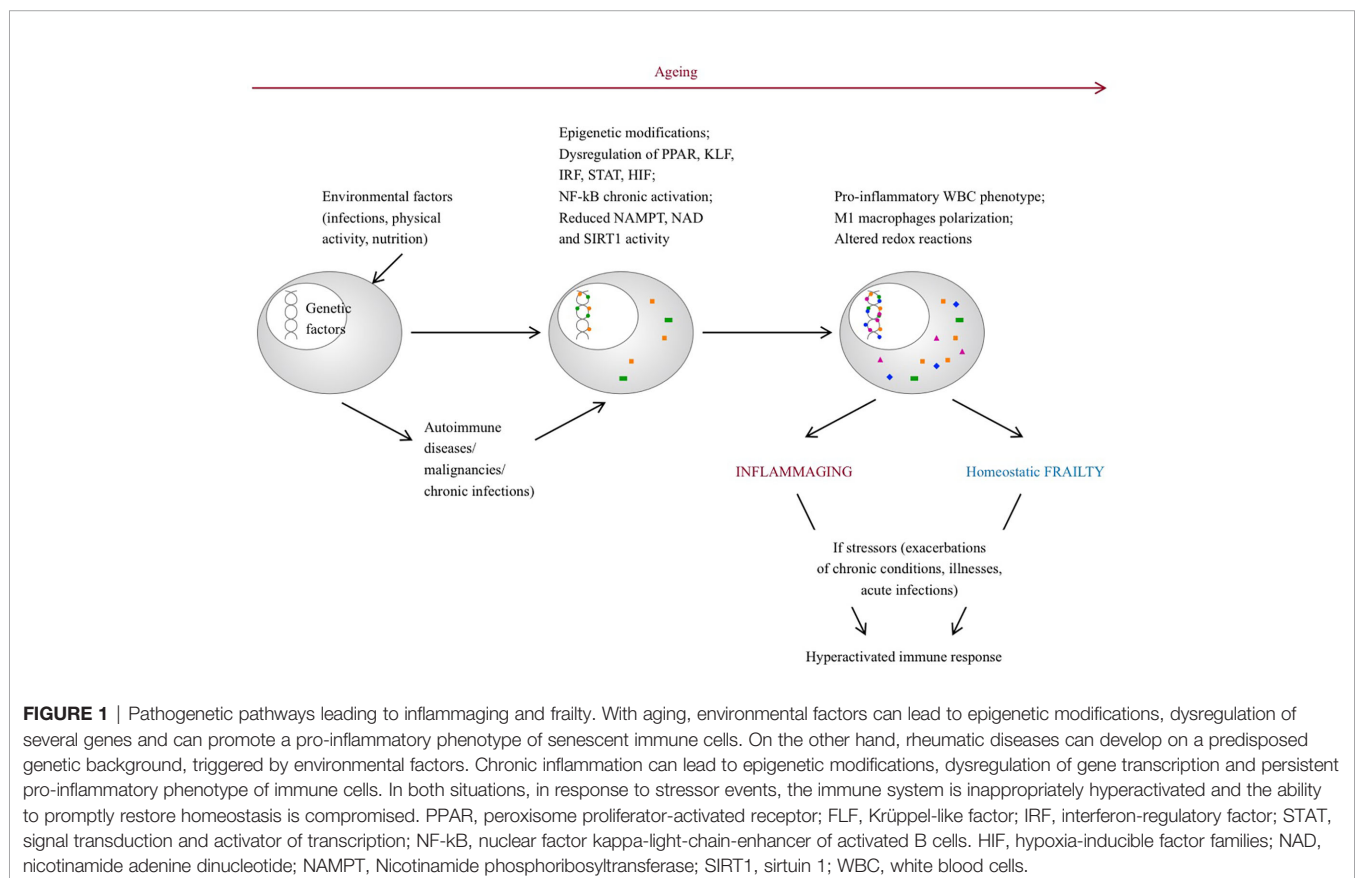 Ageing
Epigenetic modifications;
Dysregulation of PPAR, KLF,
IRF, STAT, HIF;
NF-kB chronic activation;
Reduced NAMPT, NAD
and SIRT1 activity
Environmental factors
(infections, physical
activity, nutrition)
Pro-inflammatory WBC phenotype;
M1 macrophages polarization;
Altered redox reactions
Genetic
factors
Autoimmune
diseases/
malignancies/
chronic infections)
INFLAMMAGING
Homeostatic FRAILTY
If stressors (exacerbations
of chronic conditions, illnesses,
acute infections)
Hyperactivated immune response
FIGURE 1 | Pathogenetic pathways leading to inflammaging and frailty. With aging, environmental factors can lead to epigenetic modifications, dysregulation of
several genes and can promote a pro-inflammatory phenotype of senescent immune cells. On the other hand, rheumatic diseases can develop on a predisposed
genetic background, triggered by environmental factors. Chronic inflammation can lead to epigenetic modifications, dysregulation of gene transcription and persistent
pro-inflammatory phenotype of immune cells. In both situations, in response to stressor events, the immune system is inappropriately hyperactivated and the ability
to promptly restore homeostasis is compromised. PPAR, peroxisome proliferator-activated receptor; FLF, Krüppel-like factor; IRF, interferon-regulatory factor; STAT,
signal transduction and activator of transcription; NF-kB, nuclear factor kappa-light-chain-enhancer of activated B cells. HIF, hypoxia-inducible factor families; NAD,
nicotinamide adenine dinucleotide; NAMPT, Nicotinamide phosphoribosyltransferase; SIRT1, sirtuin 1; WBC, white blood cells.